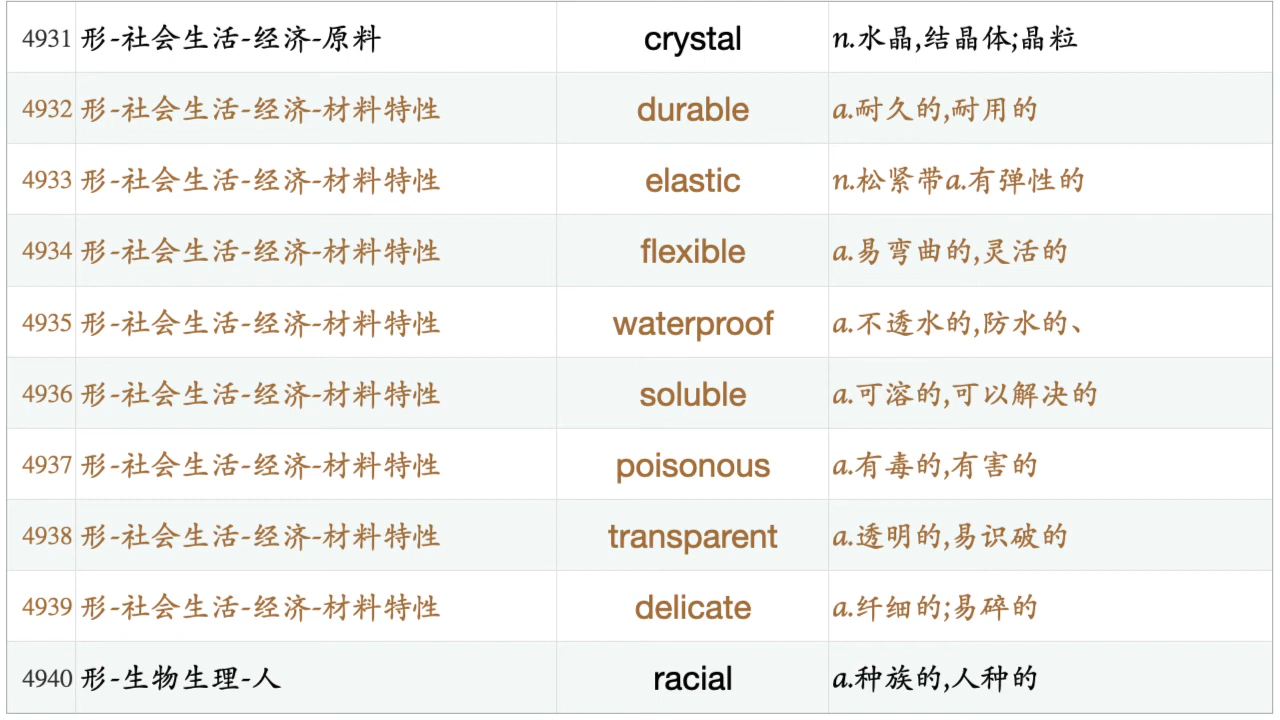 4931 形-社会生活-经济-原料 crystal n.水晶,结晶体;晶粒
4932 形-社会生活-经济-材料特性 durable a.耐久的,耐用的
4933 形-社会生活-经济-材料特性 elastic n.松紧带a.有弹性的
4934 形-社会生活-经济-材料特性 flexible a.易弯曲的,灵活的
4935 形-社会生活-经济-材料特性 waterproof a.不透水的,防水的、
4936 形-社会生活-经济-材料特性 soluble a.可溶的,可以解决的
4937 形-社会生活-经济-材料特性 poisonous a.有毒的,有害的
4938 形-社会生活-经济-材料特性 transparent a.透明的,易识破的
4939 形-社会生活-经济-材料特性 delicate a.纤细的;易碎的
4940 形-生物生理-人 racial a.种族的,人种的